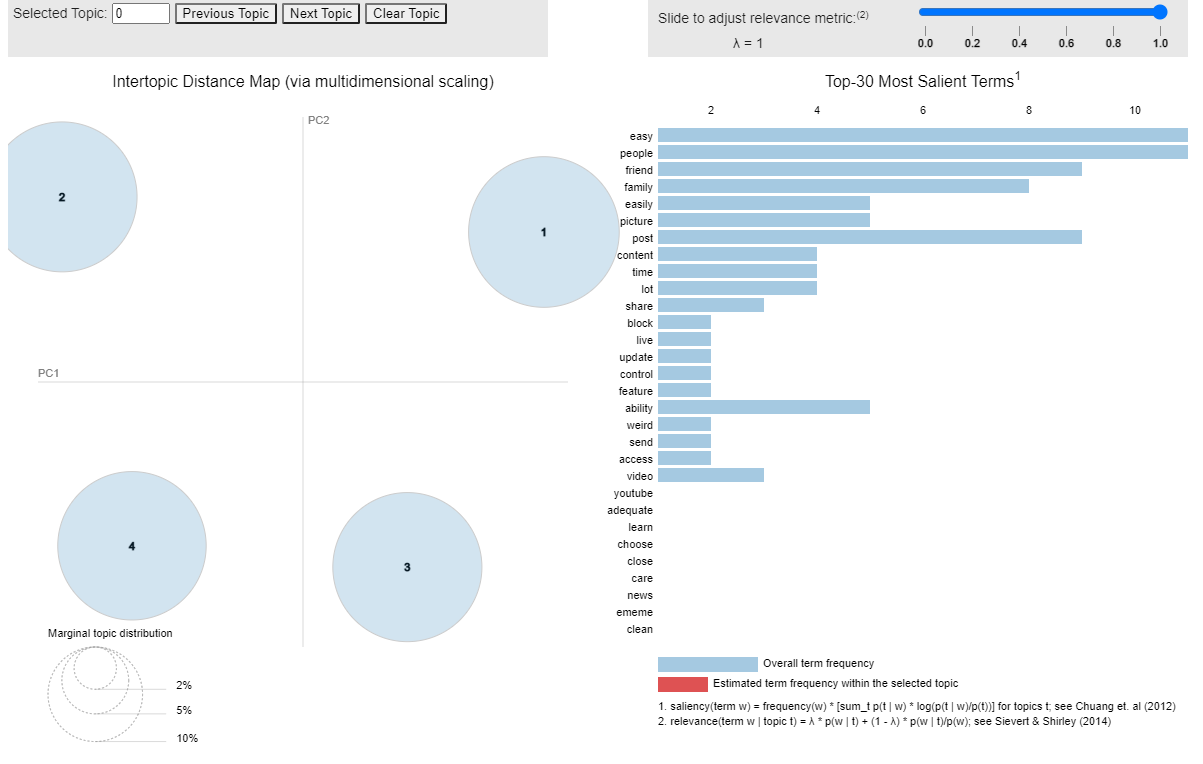 Selected Topic: 0 Previous Topic Next Topic Clear Topic
Slide to adjust relevance metric:(2)
λ = 1
0.0 0.2 0.4 0.6 0.8 1.0
Intertopic Distance Map (via multidimensional scaling)
PC2
PC1
2
1
4
3
Marginal topic distribution
2%
5%
10%
Top-30 Most Salient Terms1
2 4 6 8 10
easy
people
friend
family
easily
picture
post
content
time
lot
share
block
live
update
control
feature
ability
weird
send
access
video
youtube
adequate
learn
choose
close
care
news
ememe
clean
Overall term frequency
Estimated term frequency within the selected topic
1. saliency(term w) = frequency(w) * [sum_t p(t | w) * log(p(t | w)/p(t))] for topics t; see Chuang et. al (2012)
2. relevance(term w | topic t) = λ * p(w | t) + (1 - λ) * p(w | t)/p(w); see Sievert & Shirley (2014)